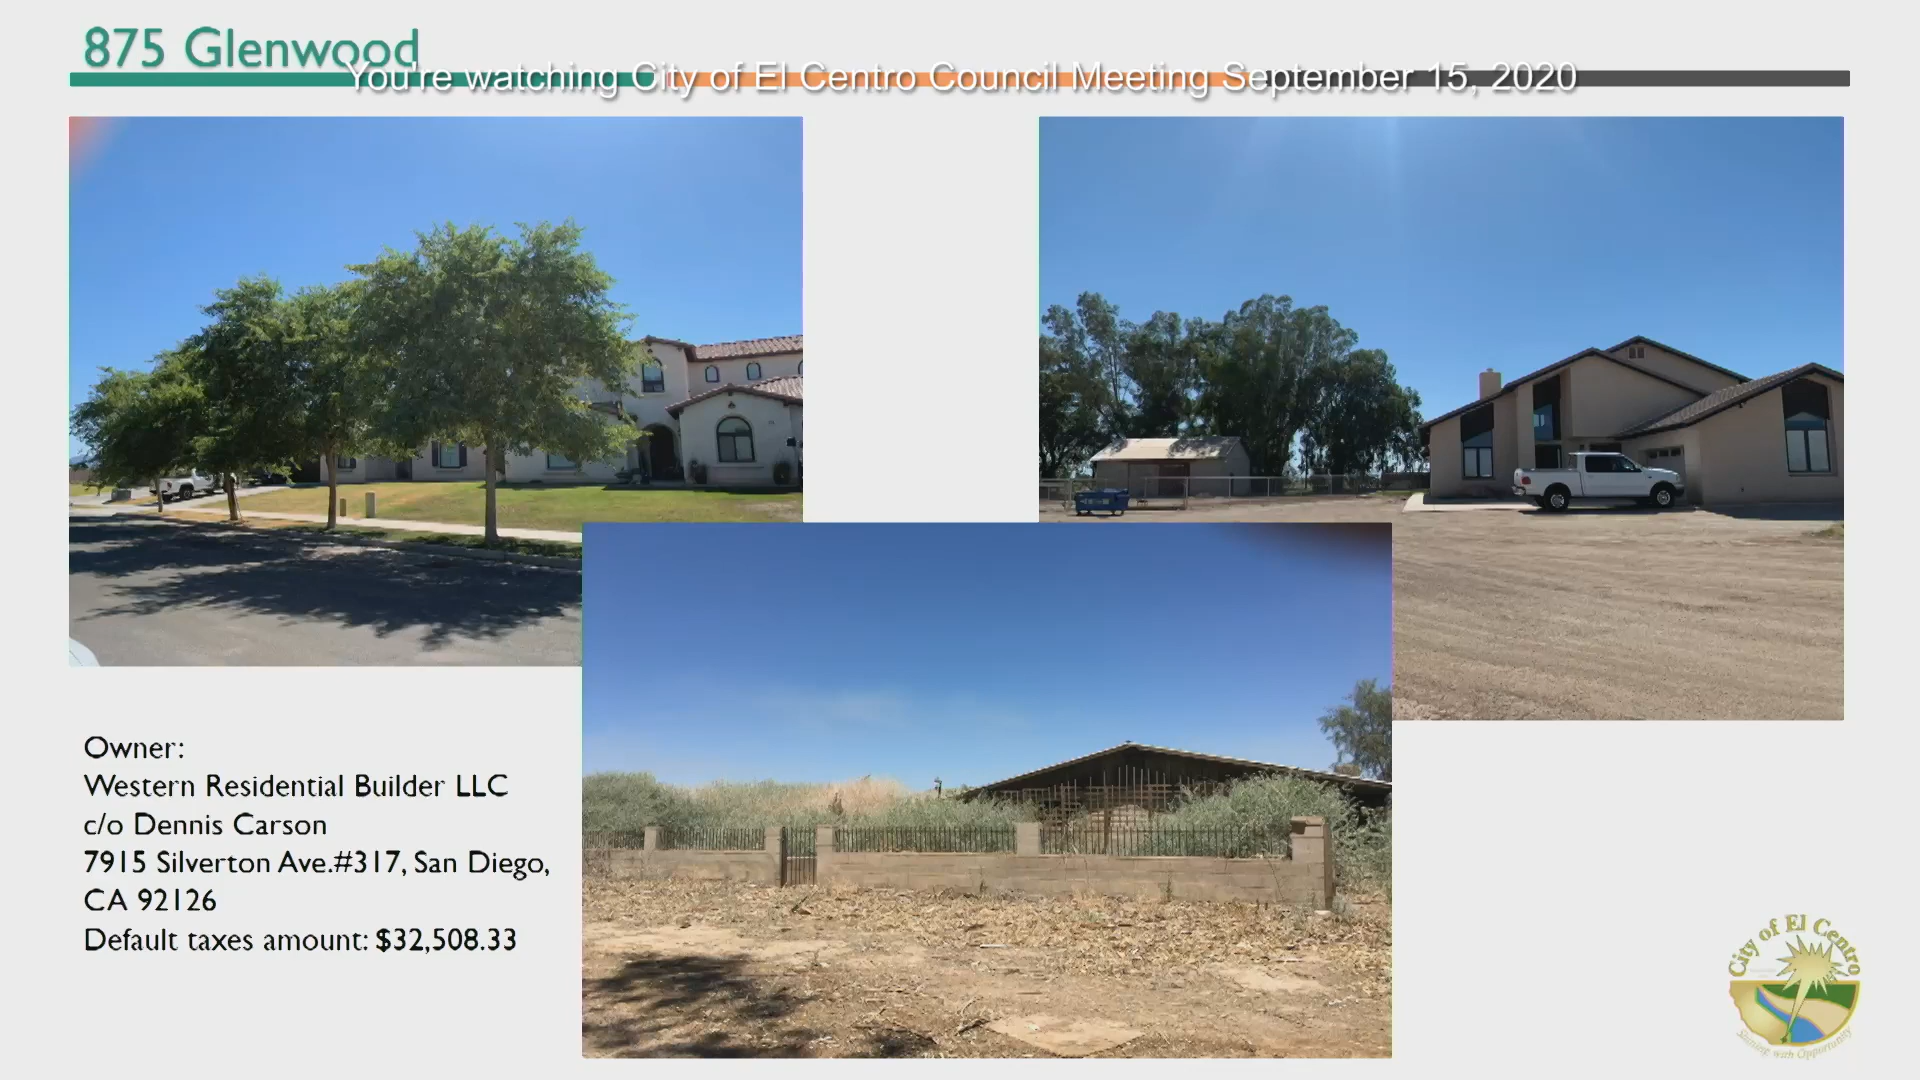 875 Glenwood
You're watching City of El Centro Council Meeting September 15, 2020
Owner:
Western Residential Builder LLC
c/o Dennis Carson
7915 Silverton Ave.#317, San Diego,
CA 92126
Default taxes amount: $32,508.33
City of El Centro
with Opportunity